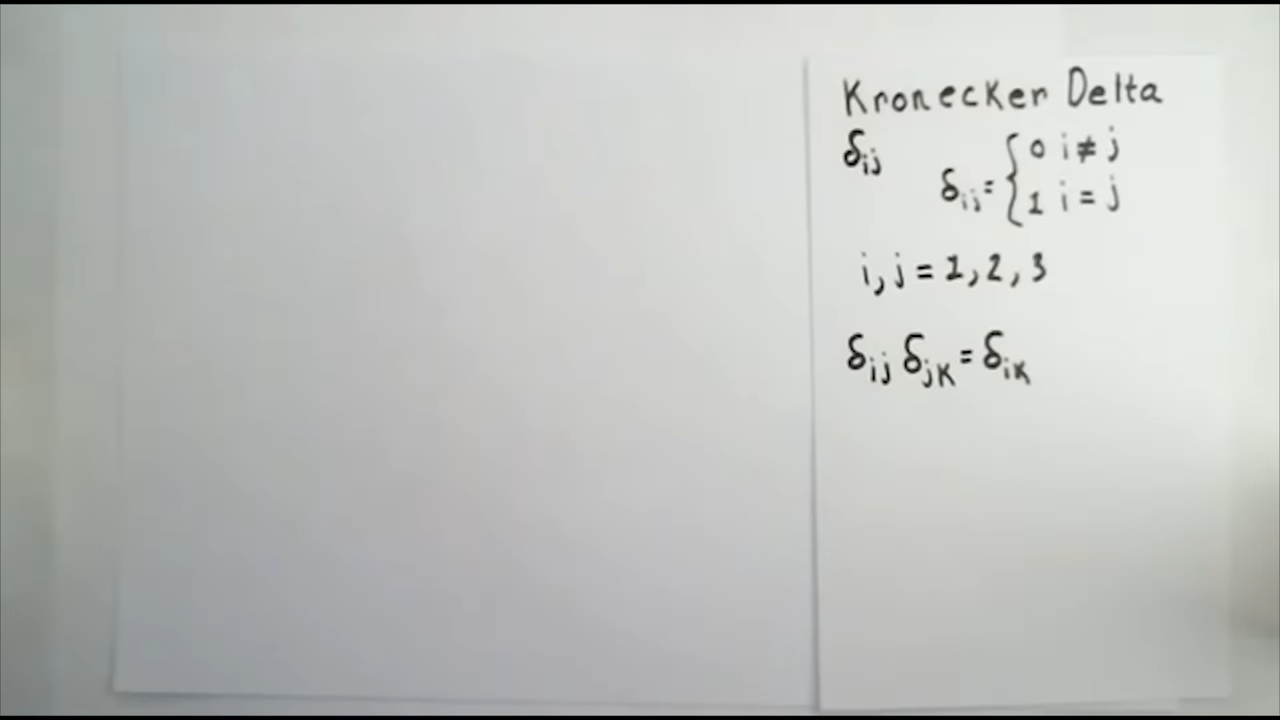 Kronecker Delta
δij
δij = { 0 i ≠ j
1 i = j
i, j = 1, 2, 3
δij δjk = δik